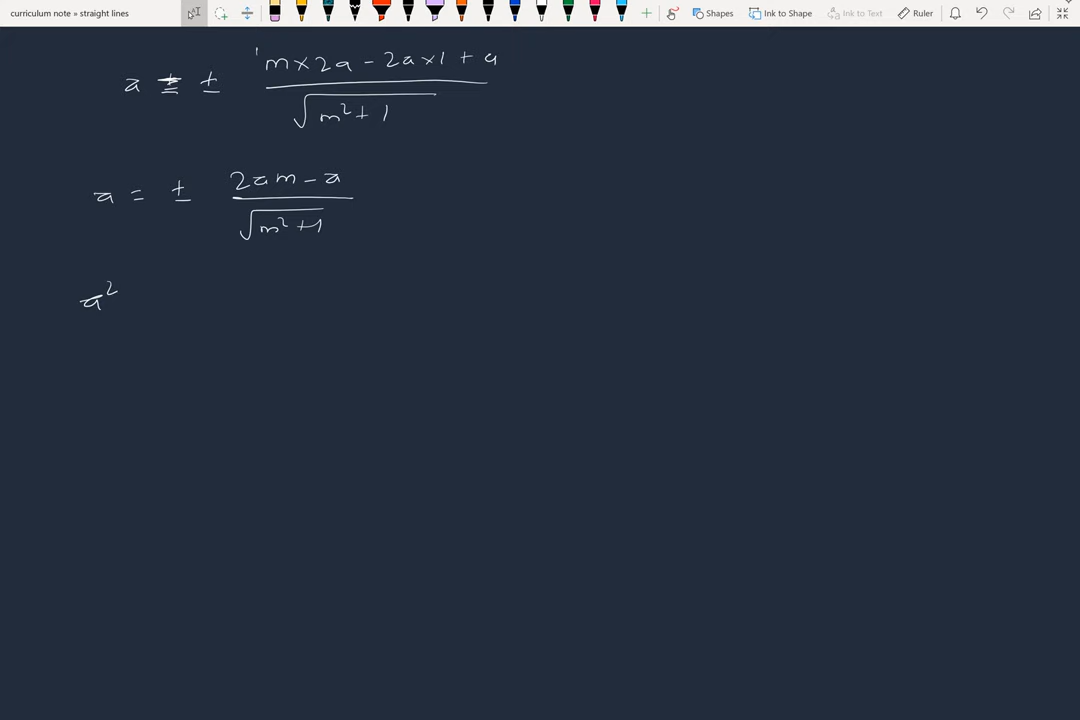 curriculum note » straight lines
Shapes
Ink to Shape
Ink to Text
Ruler
a = ± (m × 2a - 2a × 1 + a) / √(m² + 1)
a = ± (2am - a) / √(m² + 1)
a²